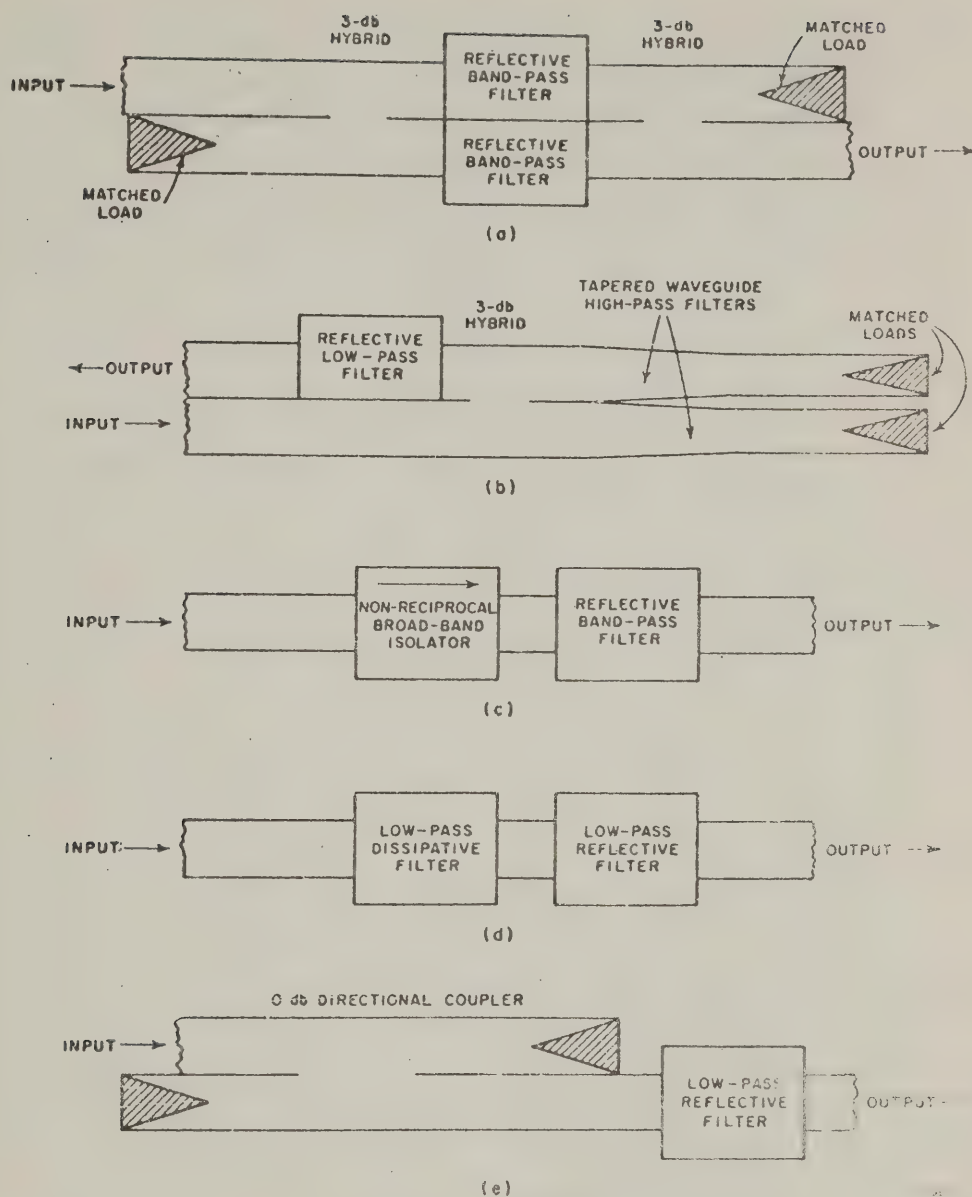 3-db
HYBRID
3-db
HYBRID
MATCHED
LOAD
INPUT
REFLECTIVE
BAND-PASS
FILTER
REFLECTIVE
BAND-PASS
FILTER
OUTPUT
MATCHED
LOAD
(a)
TAPERED WAVEGUIDE
HIGH-PASS FILTERS
3-db
HYBRID
MATCHED
LOADS
REFLECTIVE
LOW-PASS
FILTER
OUTPUT
INPUT
(b)
INPUT
NON-RECIPROCAL
BROAD-BAND
ISOLATOR
REFLECTIVE
BAND-PASS
FILTER
OUTPUT
(c)
INPUT
LOW-PASS
DISSIPATIVE
FILTER
LOW-PASS
REFLECTIVE
FILTER
OUTPUT
(d)
0 db DIRECTIONAL COUPLER
INPUT
LOW-PASS
REFLECTIVE
FILTER
OUTPUT
(e)